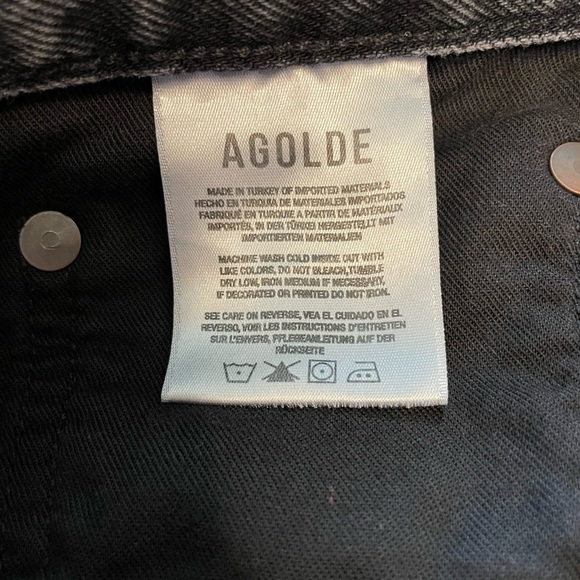 AGOLDE
MADE IN TURKEY OF IMPORTED MATERIALS
HECHO EN TURQUIA DE MATERIALES IMPORTADOS
FABRIQUÉ EN TURQUIE A PARTIR DE MATÉRIAUX
IMPORTÉS, IN DER TÜRKEI HERGESTELLT MIT
IMPORTIERTEN MATERIALIEN
MACHINE WASH COLD INSIDE OUT WITH
LIKE COLORS, DO NOT BLEACH, TUMBLE
DRY LOW, IRON MEDIUM IF NECESSARY,
IF DECORATED OR PRINTED DO NOT IRON.
SEE CARE ON REVERSE, VEA EL CUIDADO EN EL
REVERSO, VOIR LES INSTRUCTIONS D'ENTRETIEN
SUR L'ENVERS, PFLEGEANLEITUNG AUF DER
RÜCKSEITE